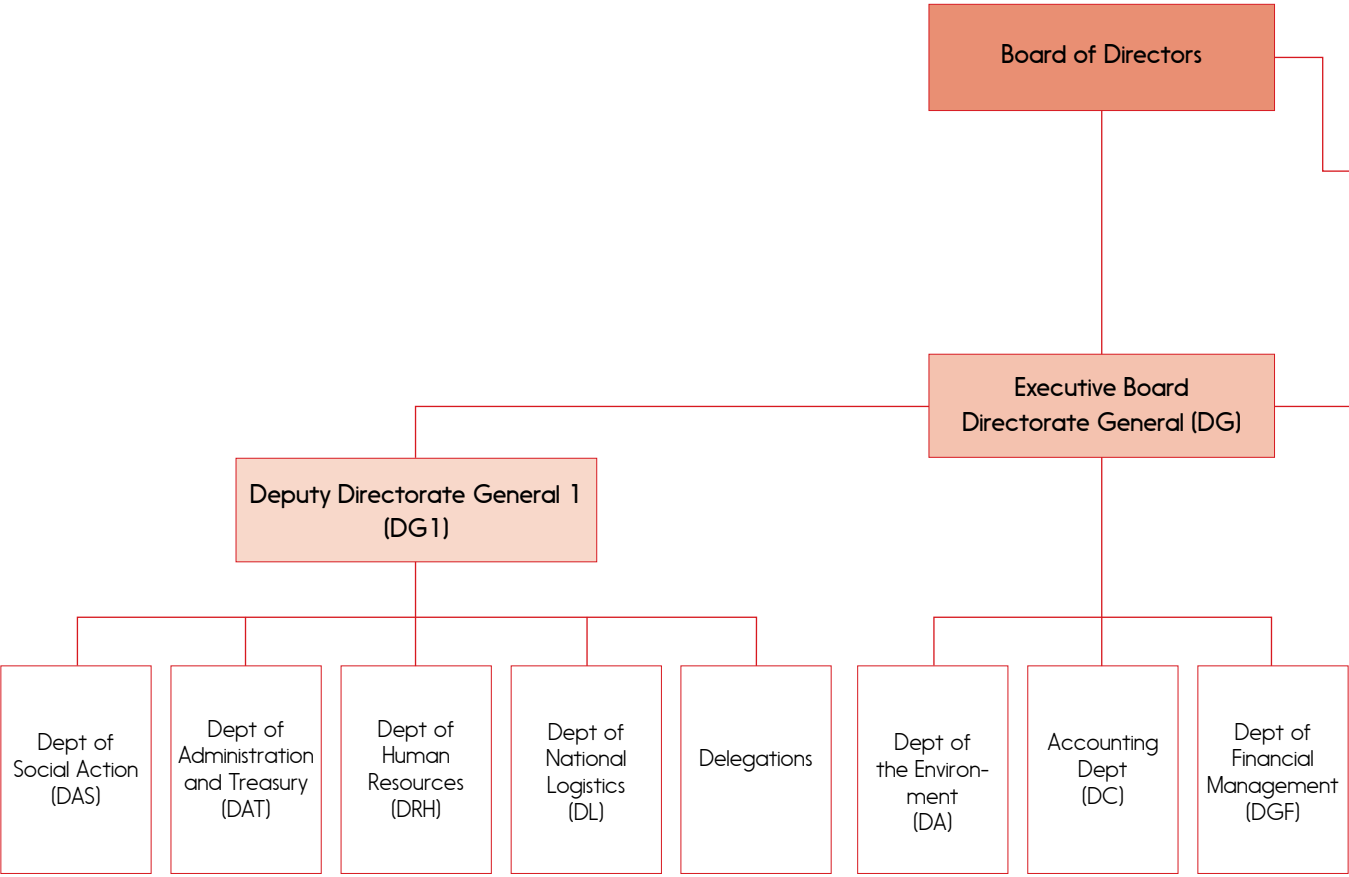 Board of Directors
Executive Board
Directorate General (DG)
Deputy Directorate General 1
(DG1)
Dept of
Social Action
(DAS)
Dept of
Administration
and Treasury
(DAT)
Dept of
Human
Resources
(DRH)
Dept of
National
Logistics
(DL)
Delegations
Dept of
the Environ-
ment
(DA)
Accounting
Dept
(DC)
Dept of
Financial
Management
(DGF)